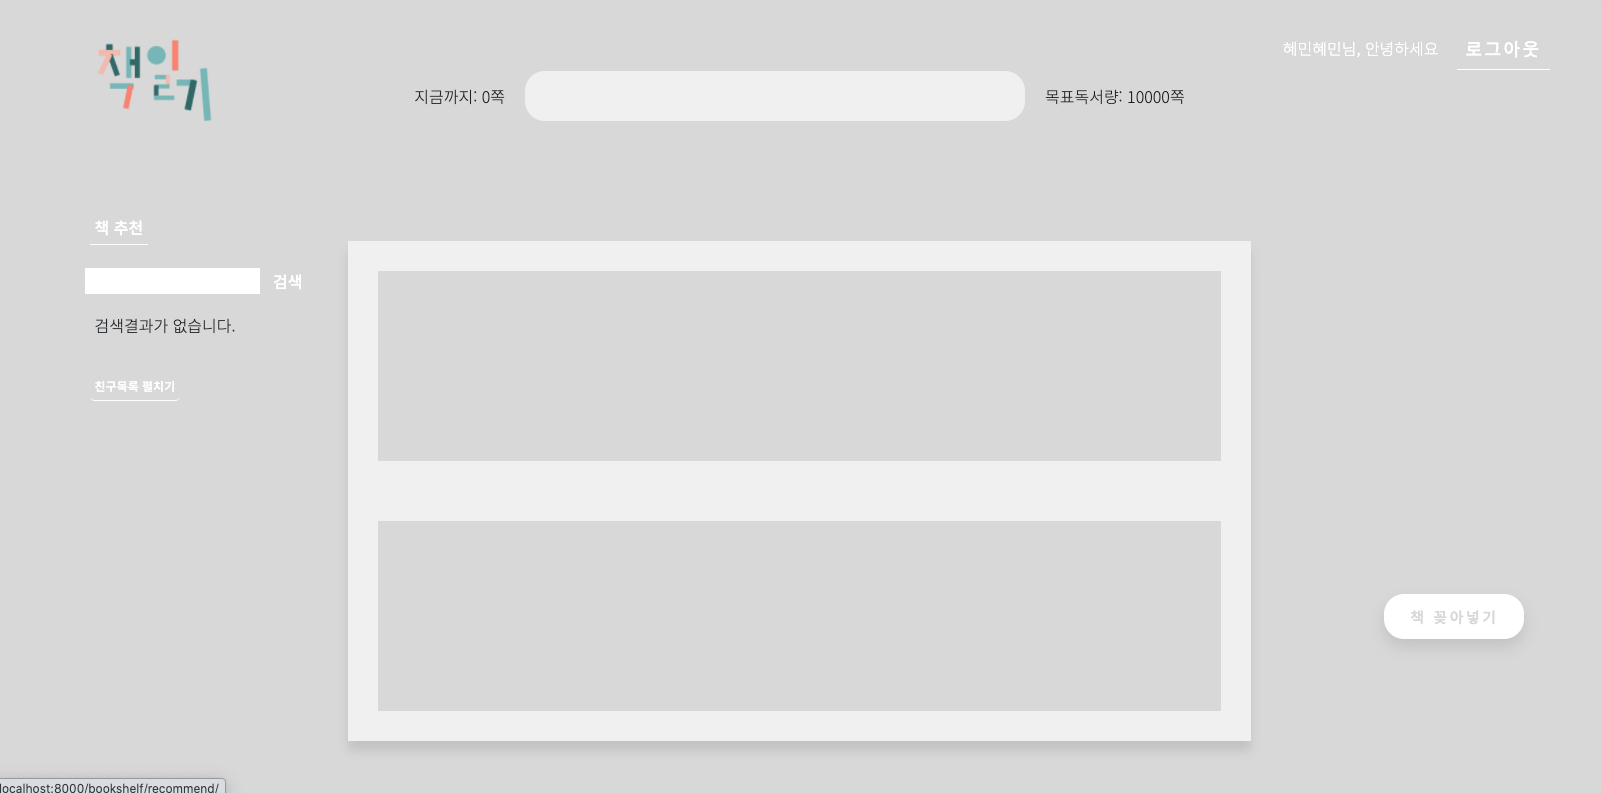 책읽기
혜민혜민님, 안녕하세요 로그아웃
지금까지: 0쪽 목표독서량: 10000쪽
책 추천
검색
검색결과가 없습니다.
친구목록 펼치기
책 꽂아넣기
localhost:8000/bookshelf/recommend/